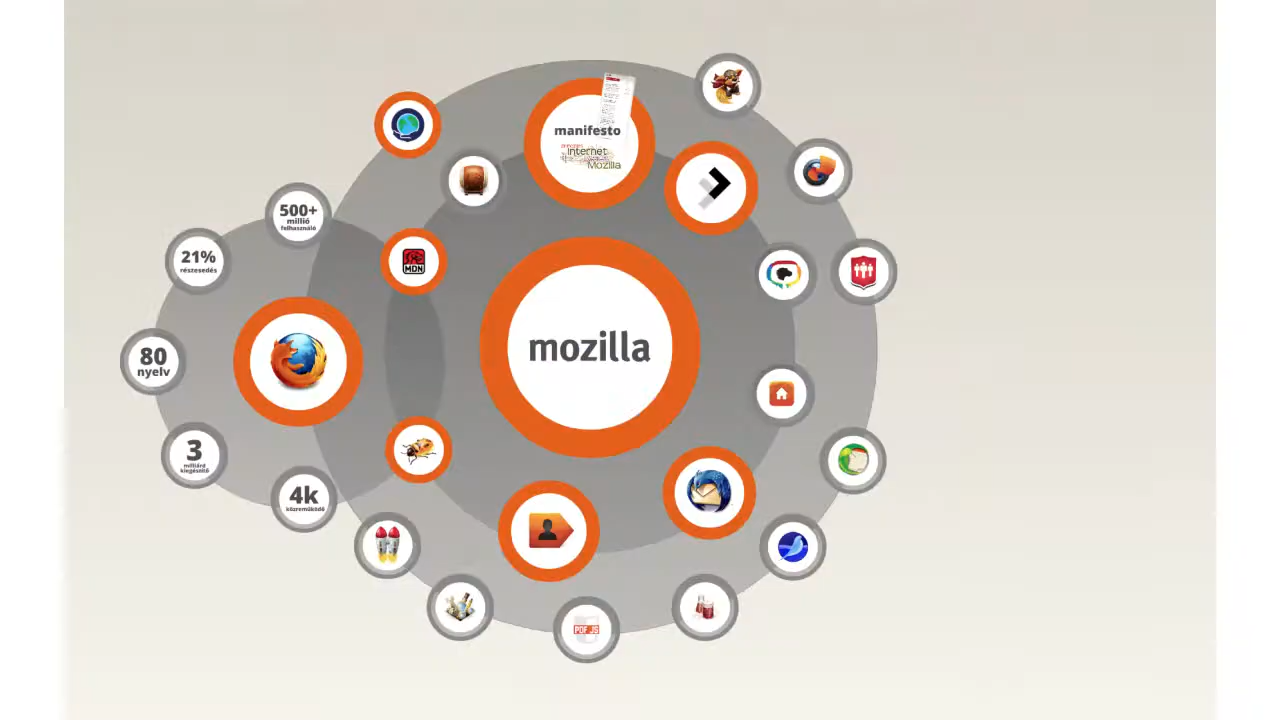 manifesto
Internet
Mozilla
500+
millió
felhasználó
21%
részesedés
MDN
80
nyelv
mozilla
3
milliárd
kiegészítő
4k
közreműködő
PDF JS